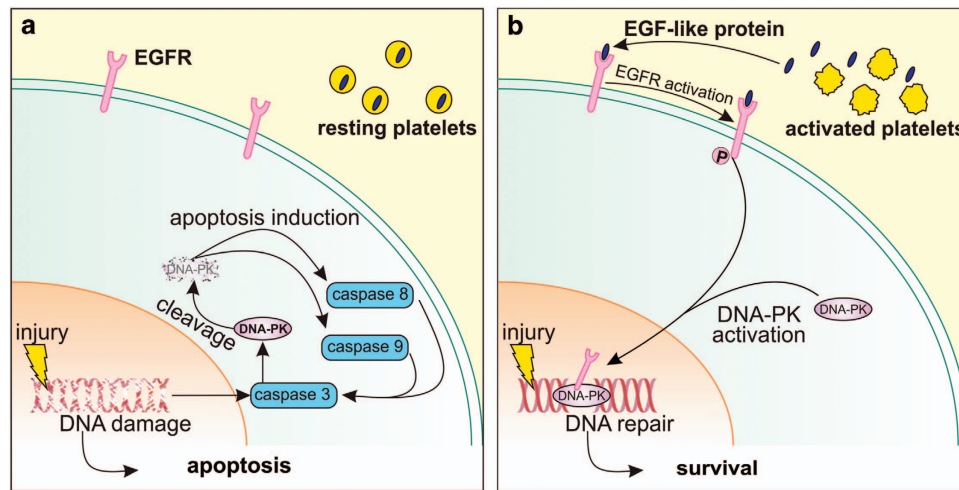 a
EGFR
resting platelets
apoptosis induction
DNA-PK
caspase 8
cleavage
DNA-PK
caspase 9
injury
caspase 3
DNA damage
apoptosis
b
EGF-like protein
EGFR activation
activated platelets
P
DNA-PK
activation
DNA-PK
injury
DNA-PK
DNA repair
survival